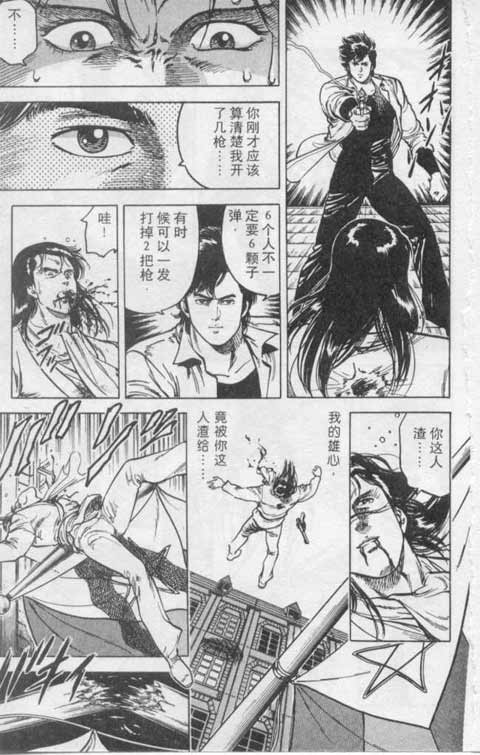 不……
你刚才应该
算清楚我开
了几枪……
6个人不一
定要6颗子
弹．
有时
候可以一发
打掉2把枪．
哇！
你这人
渣
我的雄心，
竟被你这
人渣给……